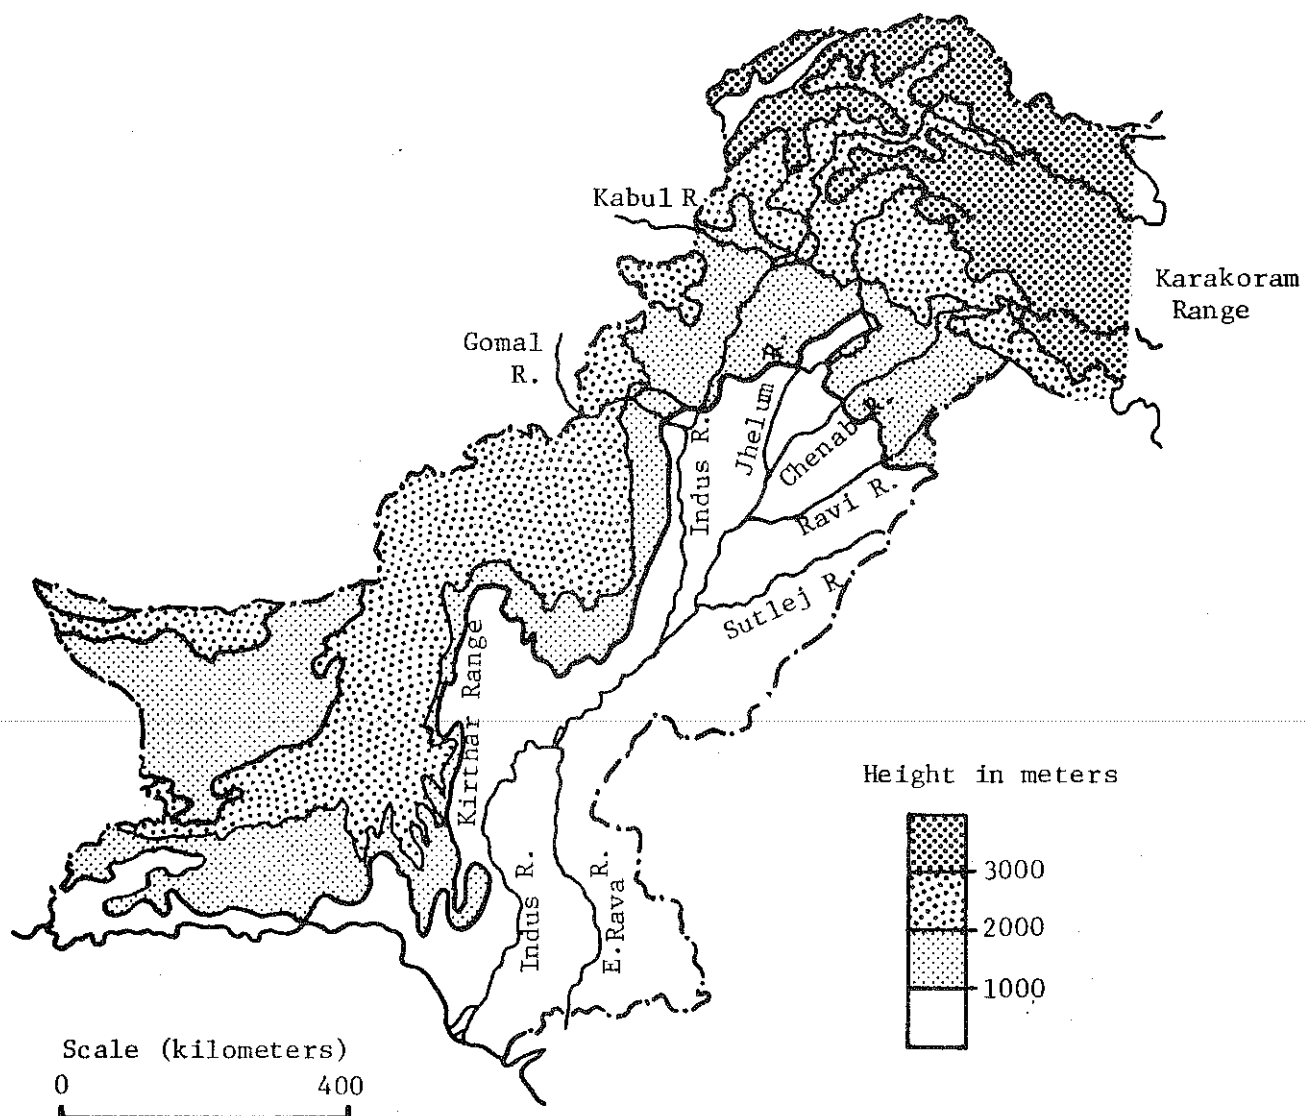 Kabul R.
Karakoram
Range
Gomal
R.
Jhelum R.
Indus R.
Chenab R.
Ravi R.
Sutlej R.
Kirthar Range
Height in meters
3000
2000
1000
Indus R.
E.Rava R.
Scale (kilometers)
0 400